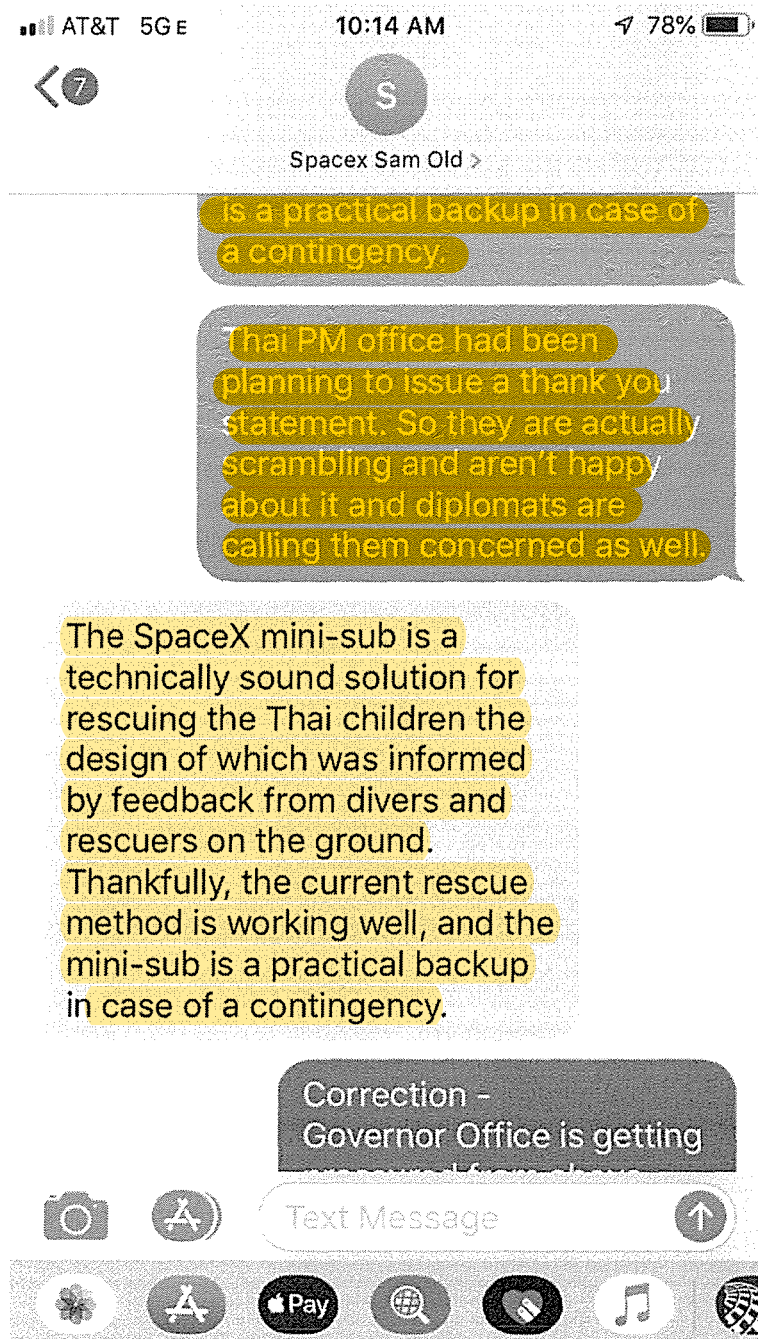 AT&T 5GE 10:14 AM 78%
7
S
Spacex Sam Old >
is a practical backup in case of
a contingency.
Thai PM office had been
planning to issue a thank you
statement. So they are actually
scrambling and aren't happy
about it and diplomats are
calling them concerned as well.
The SpaceX mini-sub is a
technically sound solution for
rescuing the Thai children the
design of which was informed
by feedback from divers and
rescuers on the ground.
Thankfully, the current rescue
method is working well, and the
mini-sub is a practical backup
in case of a contingency.
Correction -
Governor Office is getting
Text Message
Pay